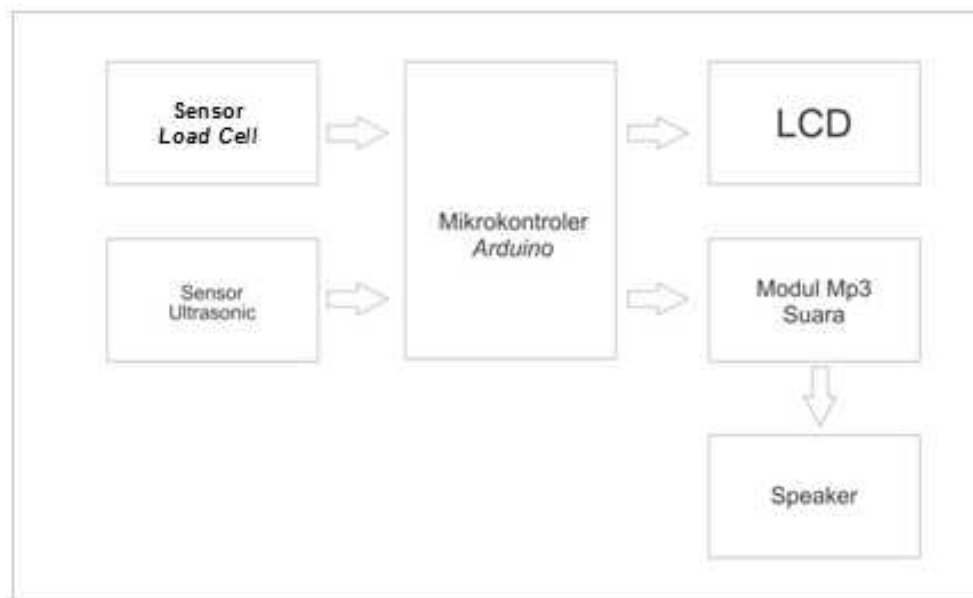 Sensor
Load Cell
LCD
Mikrokontroler
Arduino
Sensor
Ultrasonic
Modul Mp3
Suara
Speaker